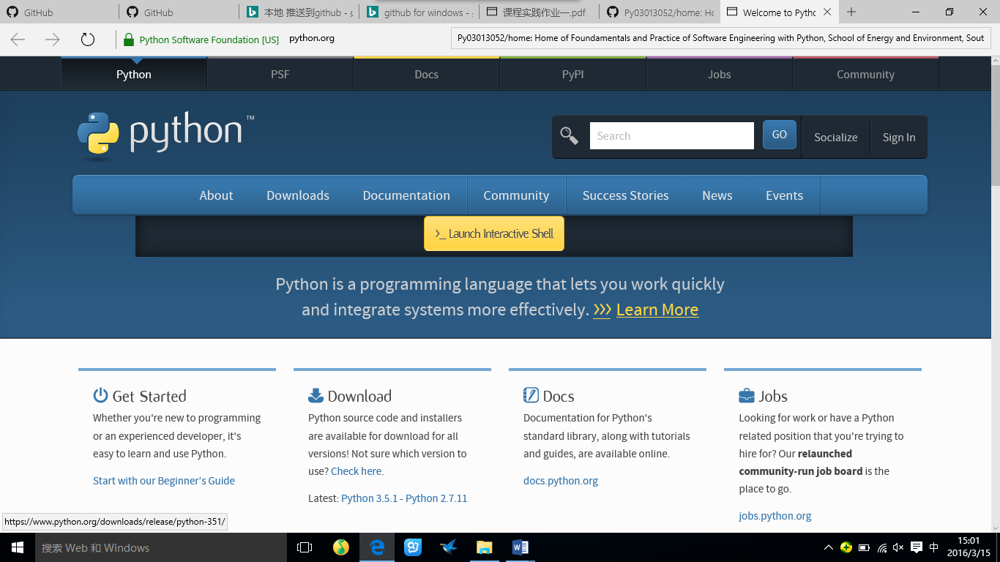 GitHub
GitHub
本地 推送到github -
github for windows -
课程实践作业一.pdf
Py03013052/home: Ho
Welcome to Pytho
Python Software Foundation [US]
python.org
Py03013052/home: Home of Foundamentals and Practice of Software Engineering with Python, School of Energy and Environment, Sout
Python
PSF
Docs
PyPI
Jobs
Community
python™
Search
GO
Socialize
Sign In
About
Downloads
Documentation
Community
Success Stories
News
Events
>_ Launch Interactive Shell
Python is a programming language that lets you work quickly
and integrate systems more effectively. >>> Learn More
Get Started
Whether you're new to programming
or an experienced developer, it's
easy to learn and use Python.
Start with our Beginner’s Guide
Download
Python source code and installers
are available for download for all
versions! Not sure which version to
use? Check here.
Latest: Python 3.5.1 - Python 2.7.11
Docs
Documentation for Python's
standard library, along with tutorials
and guides, are available online.
docs.python.org
Jobs
Looking for work or have a Python
related position that you're trying to
hire for? Our relaunched
community-run job board is the
place to go.
jobs.python.org
https://www.python.org/downloads/release/python-351/
搜索 Web 和 Windows
中
15:01
2016/3/15